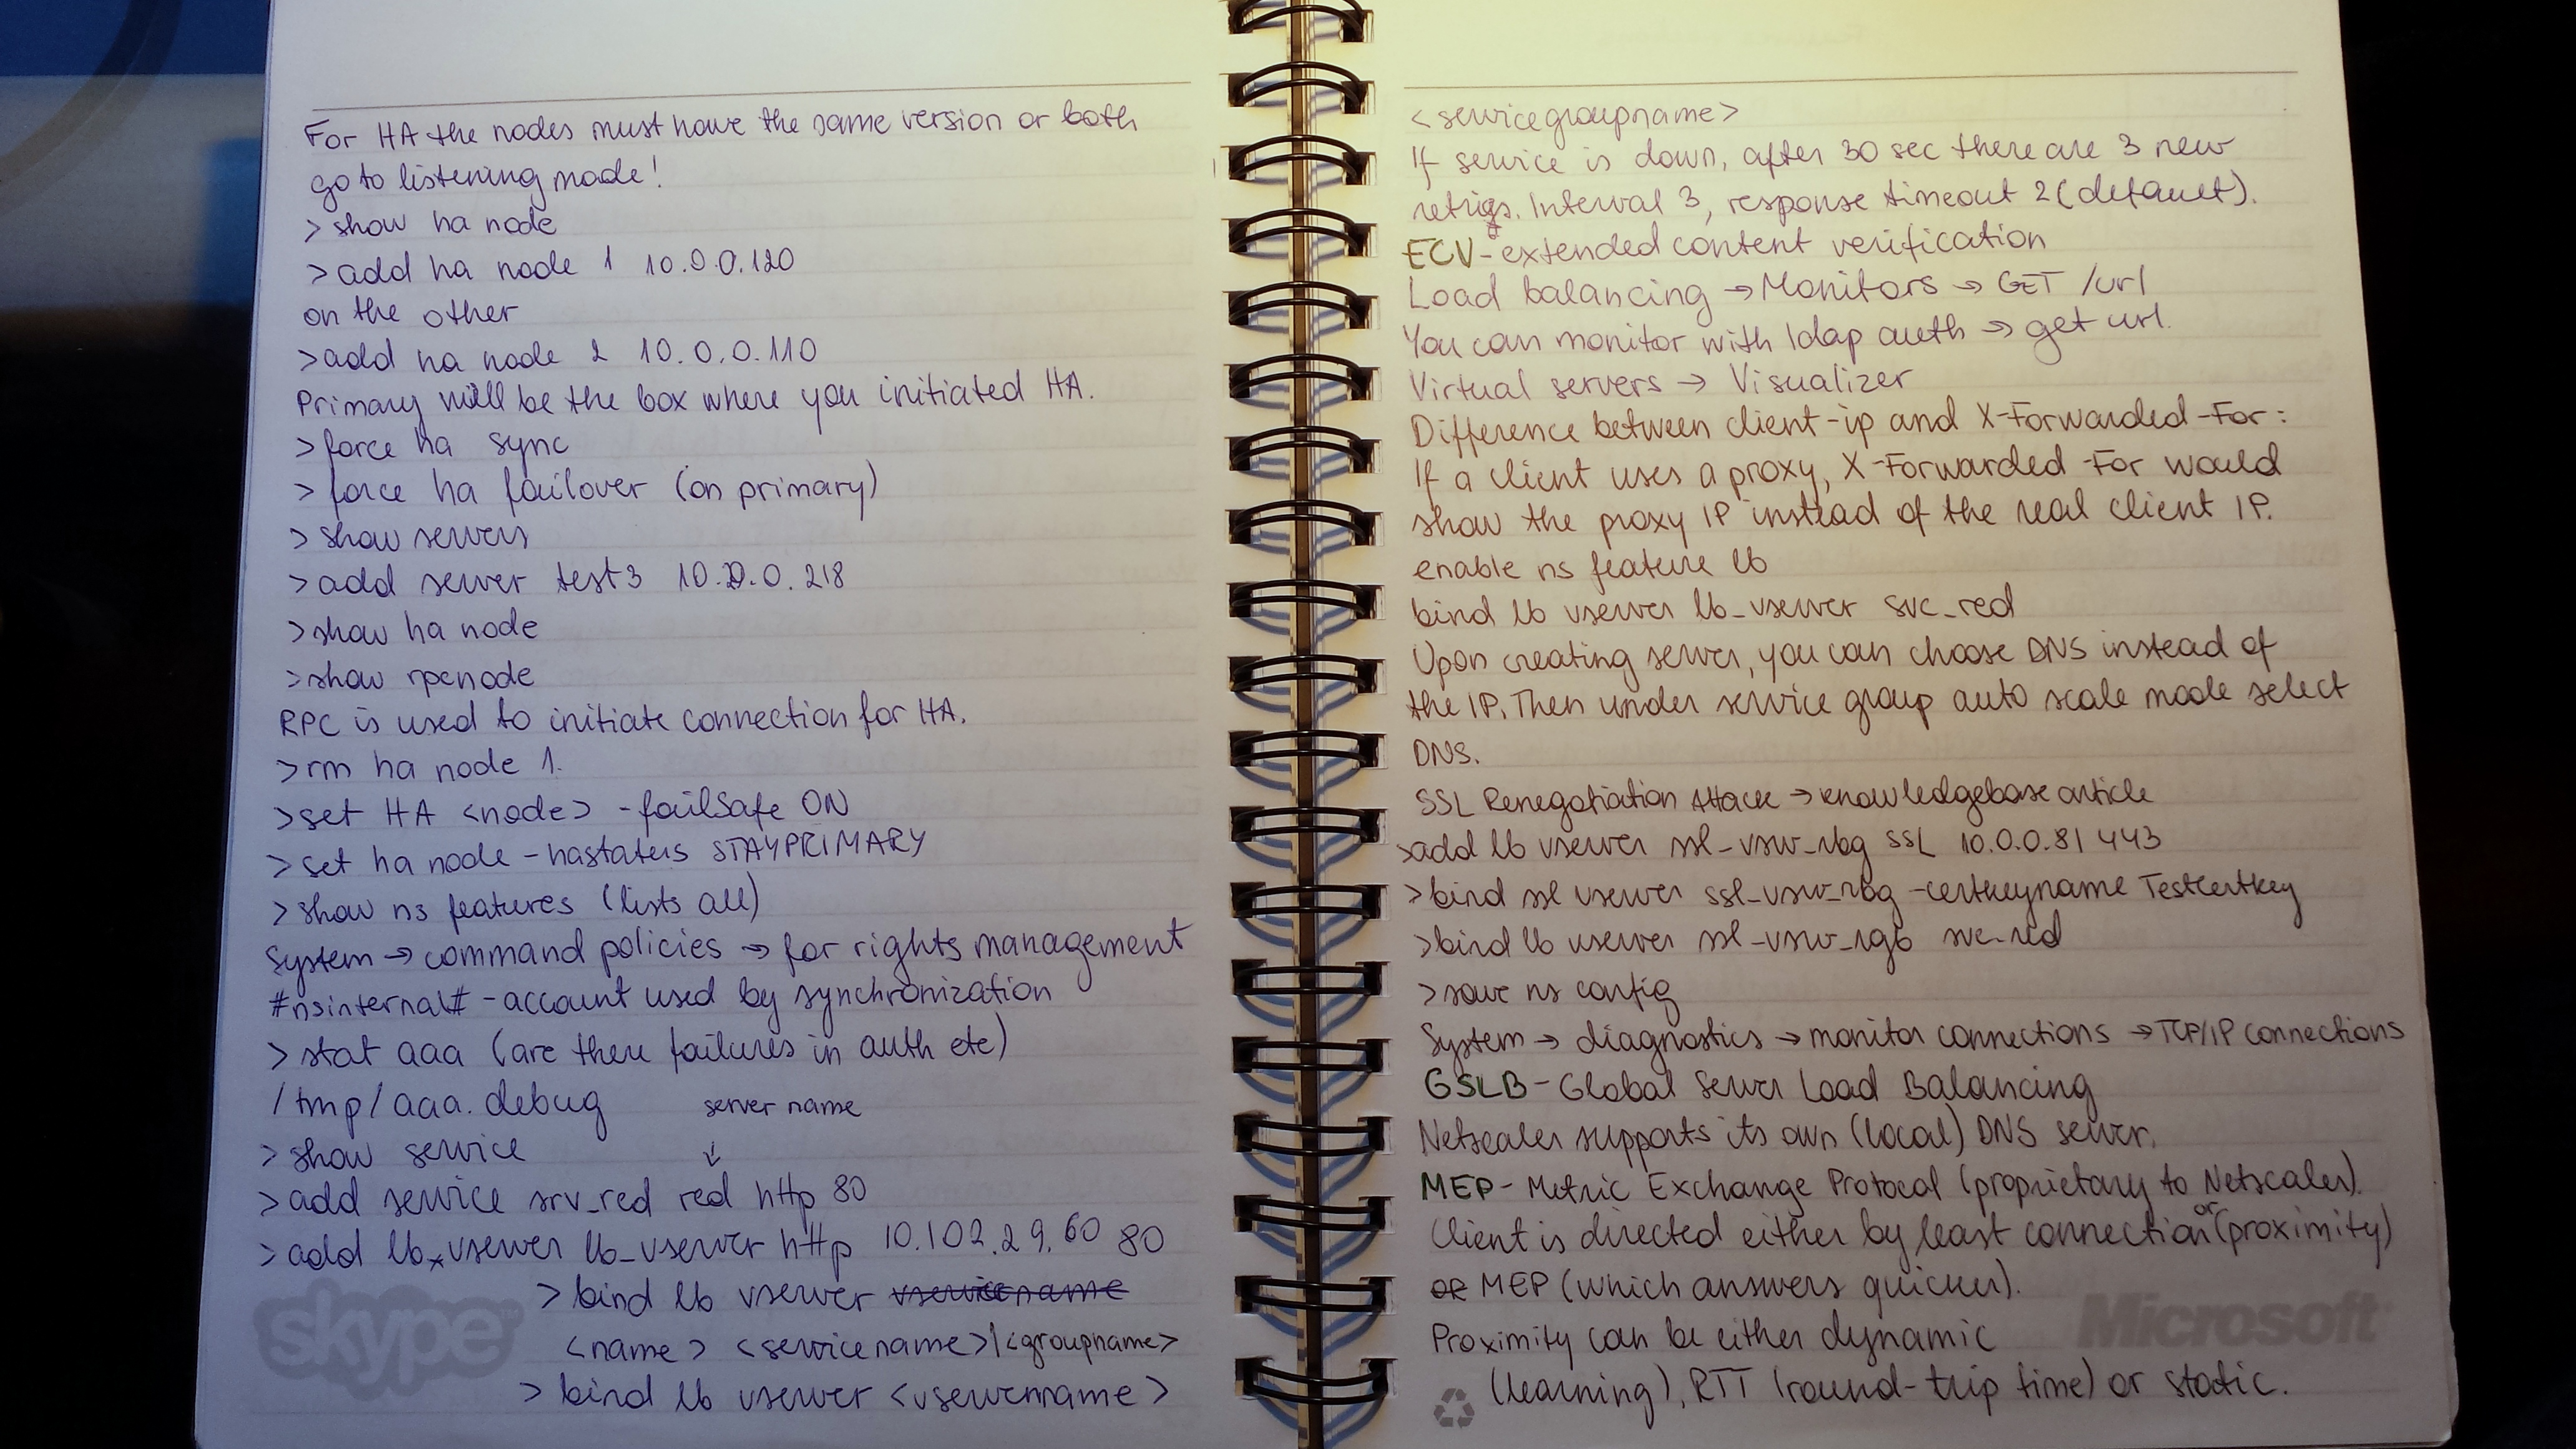 For HA the nodes must have the same version or both
go to listening mode!
> show ha node
> add ha node 1 10.0.0.120
on the other
> add ha node 2 10.0.0.110
Primary will be the box where you initiated HA.
> force ha sync
> force ha failover (on primary)
> show servers
> add server test3 10.0.0.218
> show ha node
> show rpcnode
RPC is used to initiate connection for HA.
> rm ha node 1.
> set HA <node> -failSafe ON
> set ha node -hastatus STAYPRIMARY
> show ns features (lists all)
System → command policies → for rights management
#nsinternal# - account used by synchronization
> stat aaa (are there failures in auth etc)
/tmp/aaa.debug
server name
↓
> show service
> add service srv_red red http 80
> add lb vserver lb_vserver http 10.102.29.60 80
> bind lb vserver vservicename
<name> <servicename>|<groupname>
> bind lb vserver <vservername>
skype™
<servicegroupname>
If service is down, after 30 sec there are 3 new
retrigs. Interval 3, response timeout 2 (default).
ECV - extended content verification
Load balancing → Monitors → GET /url
You can monitor with ldap auth → get url.
Virtual servers → Visualizer
Difference between client-ip and X-Forwarded-For:
If a client uses a proxy, X-Forwarded-For would
show the proxy IP instead of the real client IP.
enable ns feature lb
bind lb vserver lb_vserver svc_red
Upon creating server, you can choose DNS instead of
the IP. Then under service group auto scale mode select
DNS.
SSL Renegotiation Attack → knowledgebase article
> add lb vserver ssl-vsw_rbg SSL 10.0.0.81 443
> bind ssl vserver ssl_vsw_rbg -certkeyname TestCertkey
> bind lb vserver ssl-vsw_rgb svc-red
> save ns config
System → diagnostics → monitor connections → TCP/IP connections
GSLB - Global Server Load Balancing
Netscaler supports its own (local) DNS server.
MEP - Metric Exchange Protocol (proprietary to Netscaler).
Client is directed either by least connection or (proximity)
or MEP (which answers quicker).
Proximity can be either dynamic
(learning), RTT (round-trip time) or static.
Microsoft